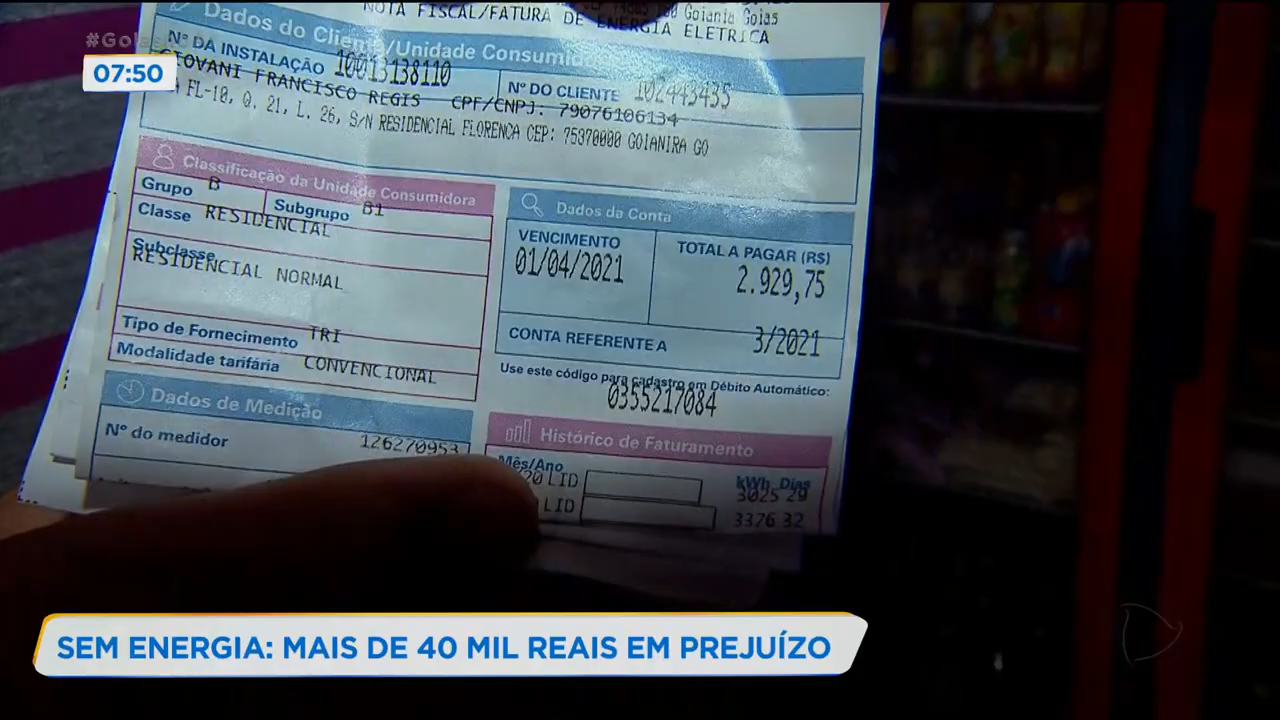 #Goiás
07:50
Goiania Goias
NOTA FISCAL/FATURA DE ENERGIA ELETRICA
Dados do Cliente/Unidade Consumidora
Nº DA INSTALAÇÃO 10013138110
Nº DO CLIENTE 102443435
GEOVANI FRANCISCO REGIS CPF/CNPJ: 79076106134
FL-10, Q. 21, L. 26, S/N RESIDENCIAL FLORENCA CEP: 75370000 GOIANIRA GO
Classificação da Unidade Consumidora
Grupo B
Subgrupo B1
Classe RESIDENCIAL
Subclasse
RESIDENCIAL NORMAL
Tipo de Fornecimento TRI
Modalidade tarifária CONVENCIONAL
Dados da Conta
VENCIMENTO
01/04/2021
TOTAL A PAGAR (R$)
2.929,75
CONTA REFERENTE A 3/2021
Use este código para cadastro em Débito Automático:
0355217084
Dados de Medição
Nº do medidor 126270953
Histórico de Faturamento
Mês/Ano kWh Dias
20 LID 3025 29
LID 3376 32
SEM ENERGIA: MAIS DE 40 MIL REAIS EM PREJUÍZO